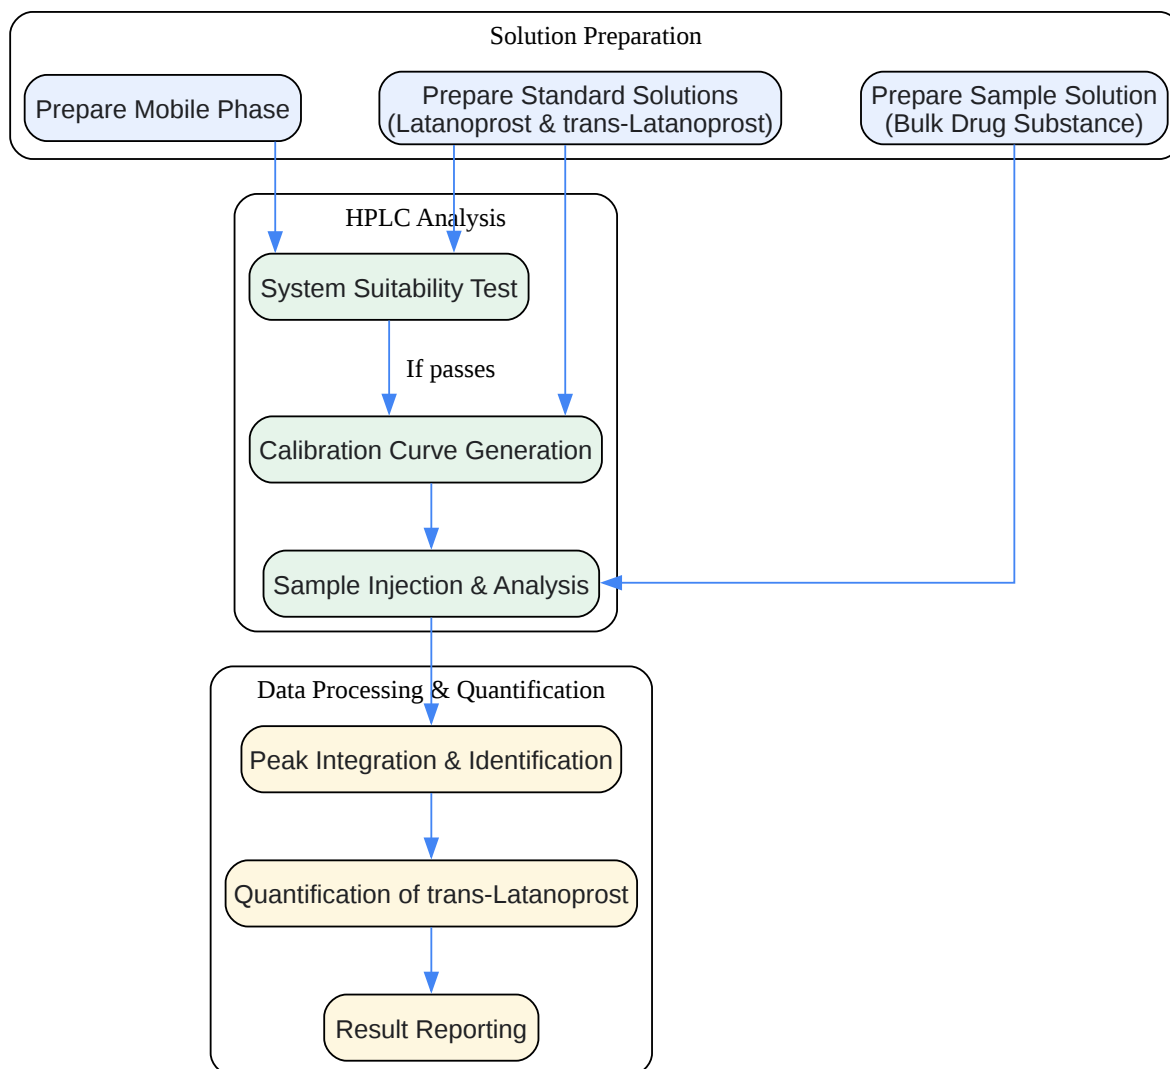 Solution Preparation
Prepare Mobile Phase
Prepare Standard Solutions
(Latanoprost & trans-Latanoprost)
Prepare Sample Solution
(Bulk Drug Substance)
HPLC Analysis
System Suitability Test
If passes
Calibration Curve Generation
Sample Injection & Analysis
Data Processing & Quantification
Peak Integration & Identification
Quantification of trans-Latanoprost
Result Reporting